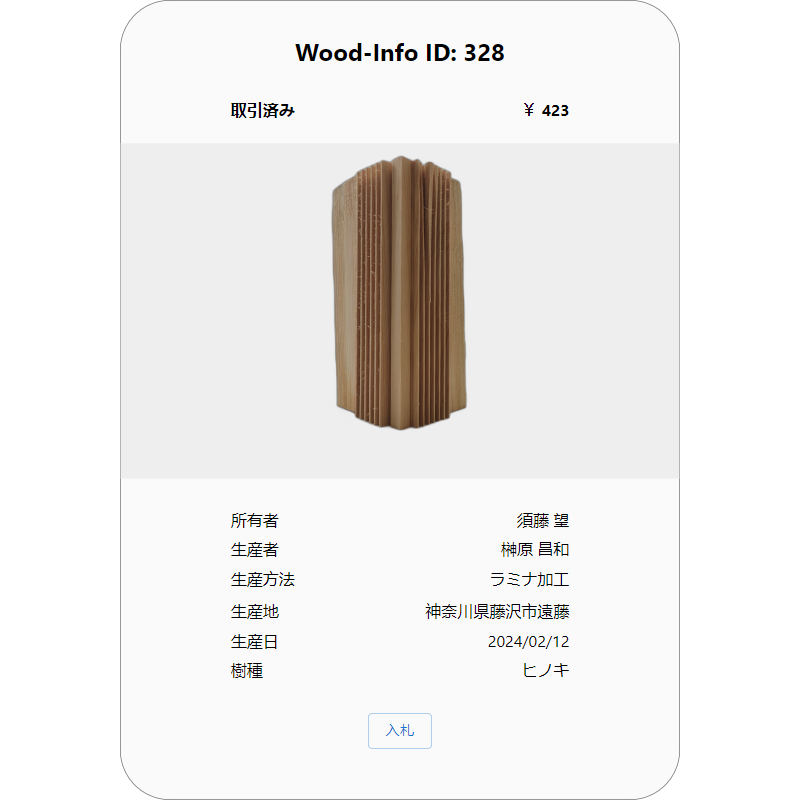 Wood-Info ID: 328
取引済み ¥ 423
所有者 須藤 望
生産者 榊原 昌和
生産方法 ラミナ加工
生産地 神奈川県藤沢市遠藤
生産日 2024/02/12
樹種 ヒノキ
入札